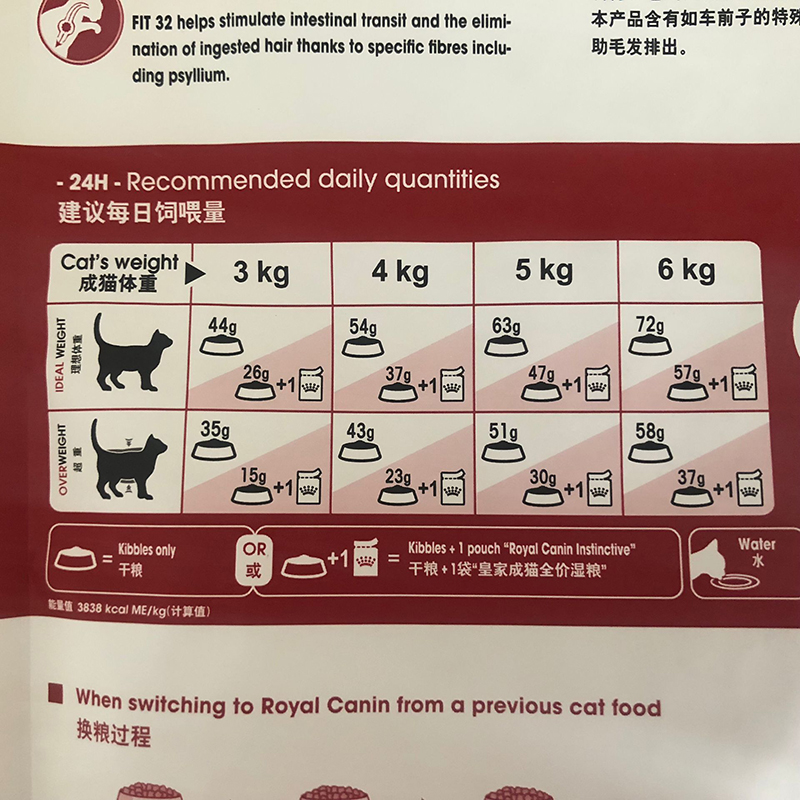 FIT 32 helps stimulate intestinal transit and the elimi-
nation of ingested hair thanks to specific fibres inclu-
ding psyllium.
本产品含有如车前子的特殊
助毛发排出。
- 24H - Recommended daily quantities
建议每日饲喂量
Cat's weight
成猫体重
3 kg
4 kg
5 kg
6 kg
IDEAL WEIGHT
理想体重
44g
54g
63g
72g
26g +1
37g +1
47g +1
57g +1
OVERWEIGHT
超重
35g
43g
51g
58g
15g +1
23g +1
30g +1
37g +1
= Kibbles only
干粮
OR
或
+1 = Kibbles + 1 pouch "Royal Canin Instinctive"
干粮+1袋"皇家成猫全价湿粮"
Water
水
能量值 3838 kcal ME/kg(计算值)
When switching to Royal Canin from a previous cat food
换粮过程